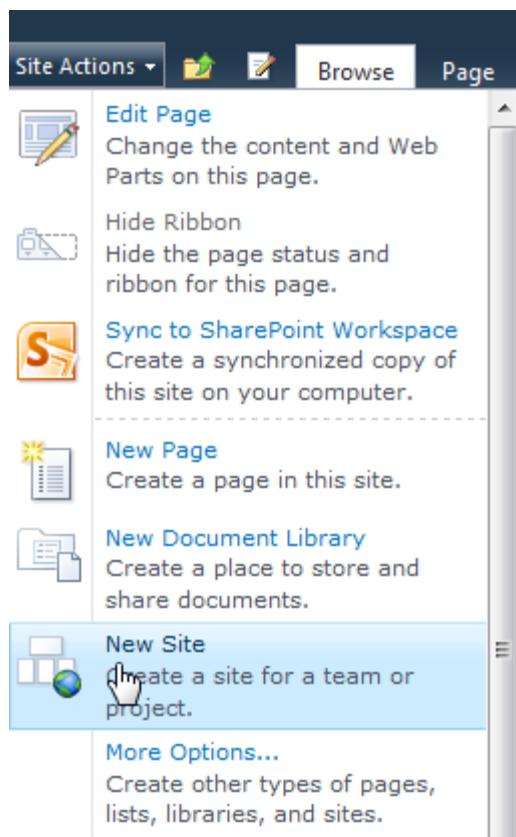 Site Actions Browse Page
Edit Page
Change the content and Web
Parts on this page.
Hide Ribbon
Hide the page status and
ribbon for this page.
Sync to SharePoint Workspace
Create a synchronized copy of
this site on your computer.
New Page
Create a page in this site.
New Document Library
Create a place to store and
share documents.
New Site
Create a site for a team or
project.
More Options...
Create other types of pages,
lists, libraries, and sites.